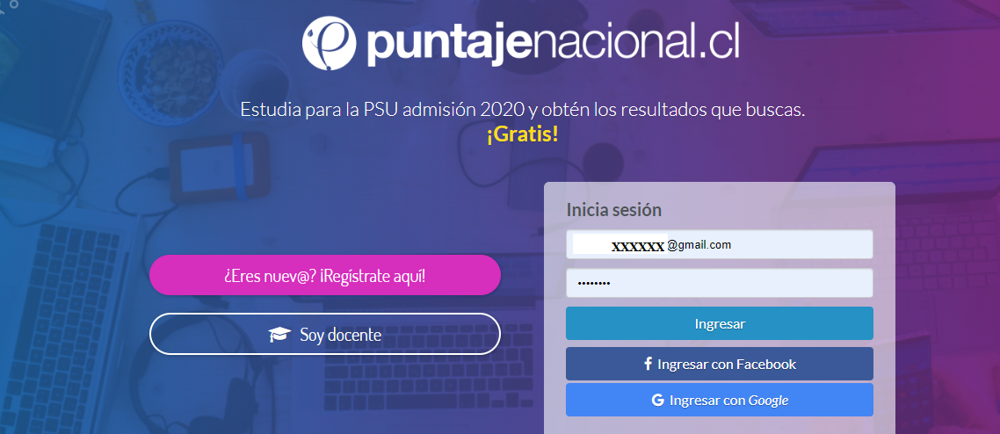 puntajenacional.cl
Estudia para la PSU admisión 2020 y obtén los resultados que buscas.
¡Gratis!
Inicia sesión
xxxxxx @gmail.com
¿Eres nuev@? ¡Regístrate aquí!
••••••••
Ingresar
Soy docente
Ingresar con Facebook
Ingresar con Google